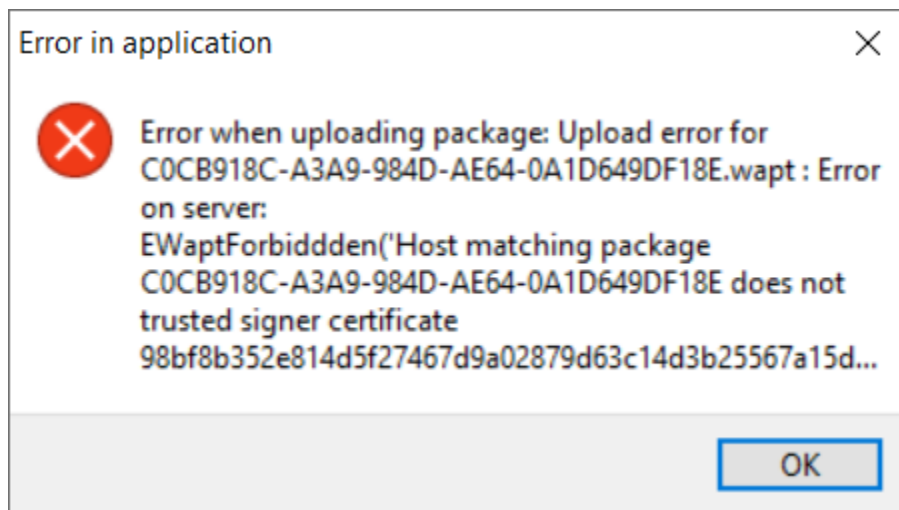 Error in application
Error when uploading package: Upload error for
C0CB918C-A3A9-984D-AE64-0A1D649DF18E.wapt : Error
on server:
EWaptForbiddden('Host matching package
C0CB918C-A3A9-984D-AE64-0A1D649DF18E does not
trusted signer certificate
98bf8b352e814d5f27467d9a02879d63c14d3b25567a15d...
OK